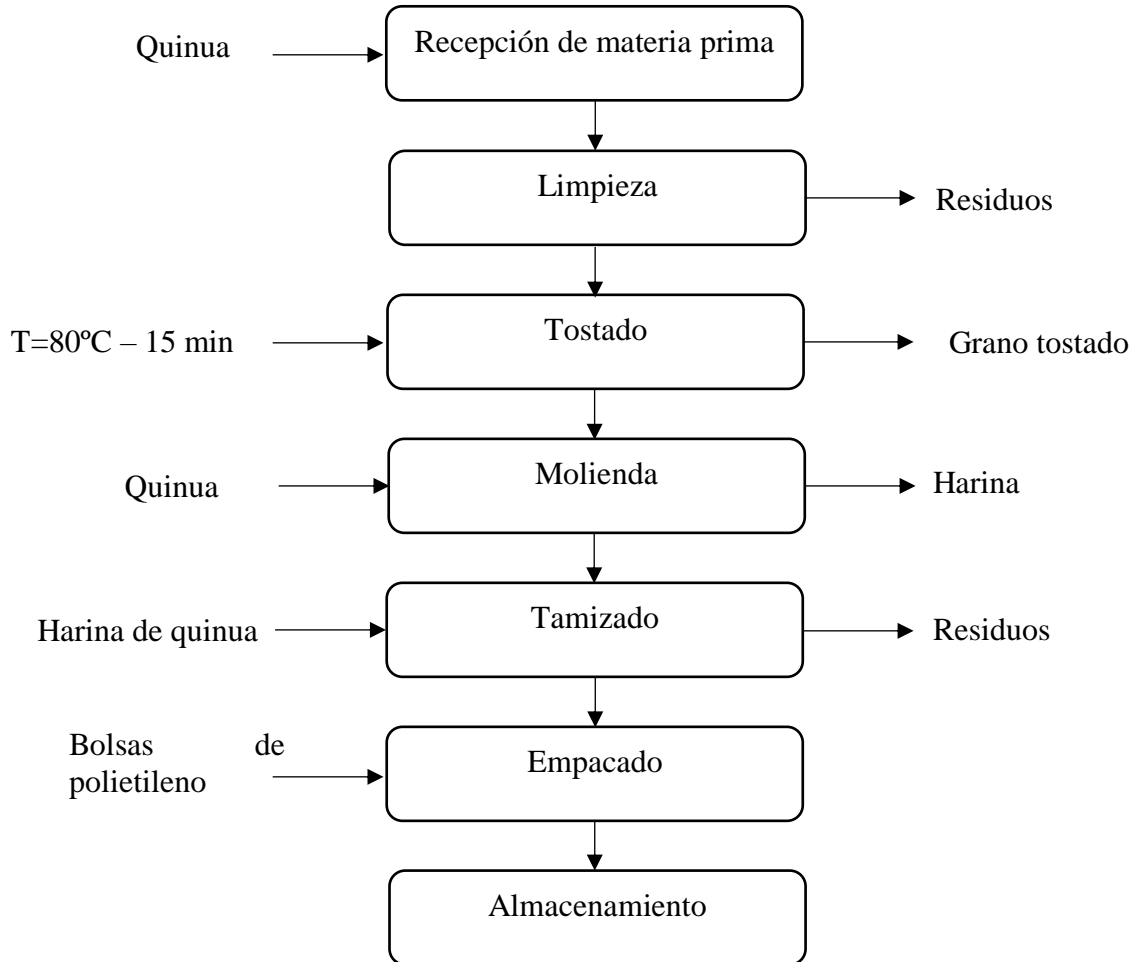 Quinua
Recepción de materia prima
Limpieza
Residuos
T=80ºC – 15 min
Tostado
Grano tostado
Quinua
Molienda
Harina
Harina de quinua
Tamizado
Residuos
Bolsas de
polietileno
Empacado
Almacenamiento